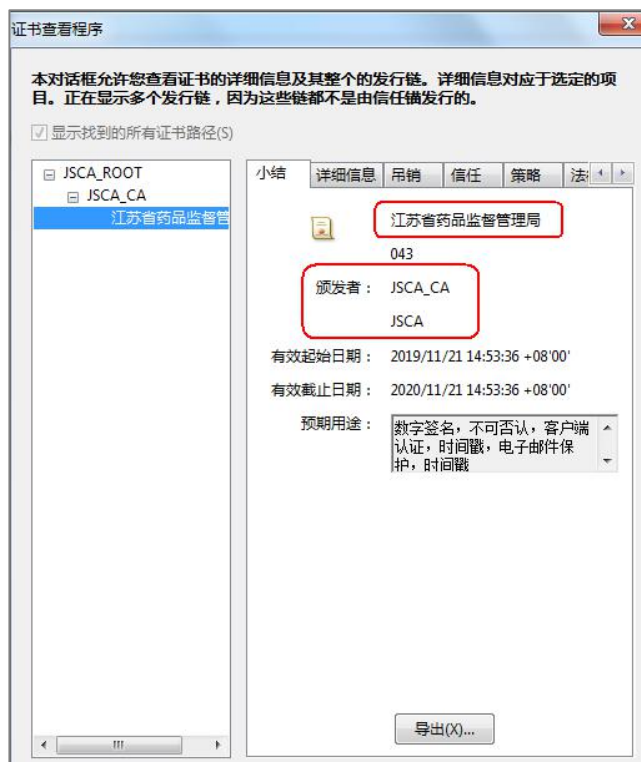 证书查看程序
本对话框允许您查看证书的详细信息及其整个的发行链。详细信息对应于选定的项
目。正在显示多个发行链，因为这些链都不是由信任锚发行的。
显示找到的所有证书路径(S)
JSCA_ROOT
JSCA_CA
江苏省药品监督管
小结 详细信息 吊销 信任 策略 法
江苏省药品监督管理局
043
颁发者： JSCA_CA
JSCA
有效起始日期： 2019/11/21 14:53:36 +08'00'
有效截止日期： 2020/11/21 14:53:36 +08'00'
预期用途： 数字签名，不可否认，客户端
认证，时间戳，电子邮件保
护，时间戳
导出(X)...